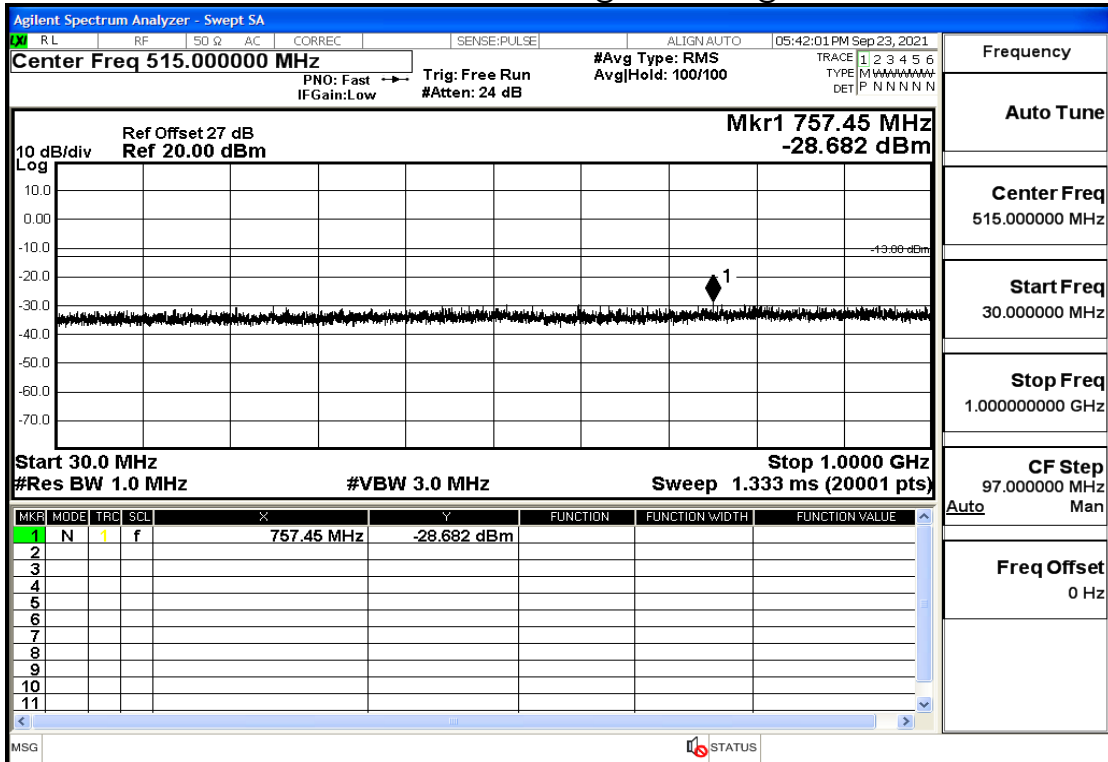 Agilent Spectrum Analyzer - Swept SA
LXI RL RF 50 Ω AC CORREC SENSE:PULSE ALIGN AUTO 05:42:01 PM Sep 23, 2021
Center Freq 515.000000 MHz
PNO: Fast
IFGain:Low
Trig: Free Run
#Atten: 24 dB
#Avg Type: RMS
Avg|Hold: 100/100
TRACE 1 2 3 4 5 6
TYPE M W W W W W
DET P N N N N N
Ref Offset 27 dB
10 dB/div Ref 20.00 dBm
Log
Mkr1 757.45 MHz
-28.682 dBm
10.0
0.00
-10.0
-13.00 dBm
-20.0
1
-30.0
-40.0
-50.0
-60.0
-70.0
Start 30.0 MHz Stop 1.0000 GHz
#Res BW 1.0 MHz #VBW 3.0 MHz Sweep 1.333 ms (20001 pts)
MKR MODE TRC SCL X Y FUNCTION FUNCTION WIDTH FUNCTION VALUE
1 N 1 f 757.45 MHz -28.682 dBm
2
3
4
5
6
7
8
9
10
11
MSG STATUS
Frequency
Auto Tune
Center Freq
515.000000 MHz
Start Freq
30.000000 MHz
Stop Freq
1.000000000 GHz
CF Step
97.000000 MHz
Auto Man
Freq Offset
0 Hz